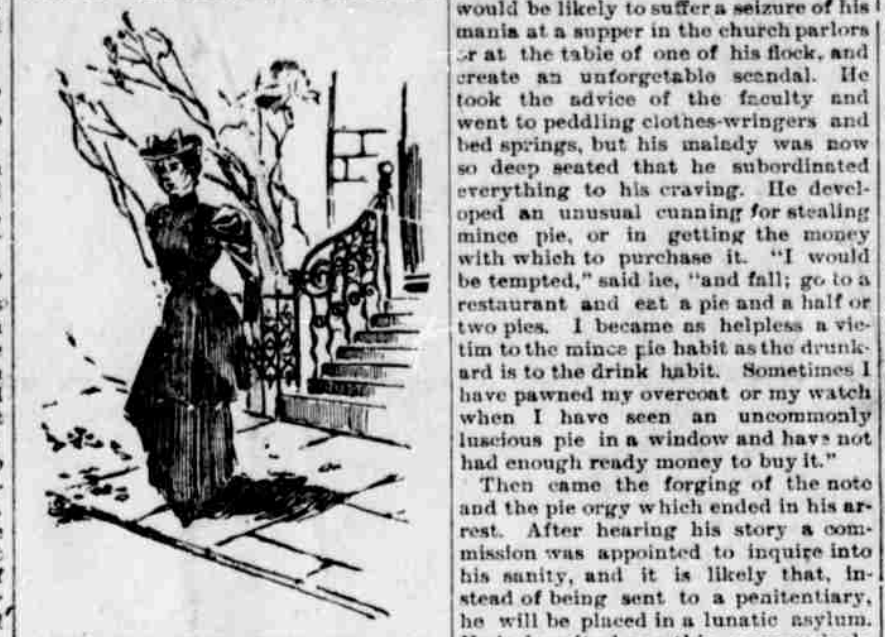 would be likely to suffer a seizure of his
mania at a supper in the church parlors
or at the table of one of his flock, and
create an unforgetable scandal. He
took the advice of the faculty and
went to peddling clothes-wringers and
bed springs, but his malady was now
so deep seated that he subordinated
everything to his craving. He devel-
oped an unusual cunning for stealing
mince pie, or in getting the money
with which to purchase it. "I would
be tempted," said he, "and fall; go to a
restaurant and eat a pie and a half or
two pies. I became as helpless a vic-
tim to the mince pie habit as the drunk-
ard is to the drink habit. Sometimes I
have pawned my overcoat or my watch
when I have seen an uncommonly
luscious pie in a window and have not
had enough ready money to buy it."
Then came the forging of the note
and the pie orgy which ended in his ar-
rest. After hearing his story a com-
mission was appointed to inquire into
his sanity, and it is likely that, in-
stead of being sent to a penitentiary,
he will be placed in a lunatic asylum.